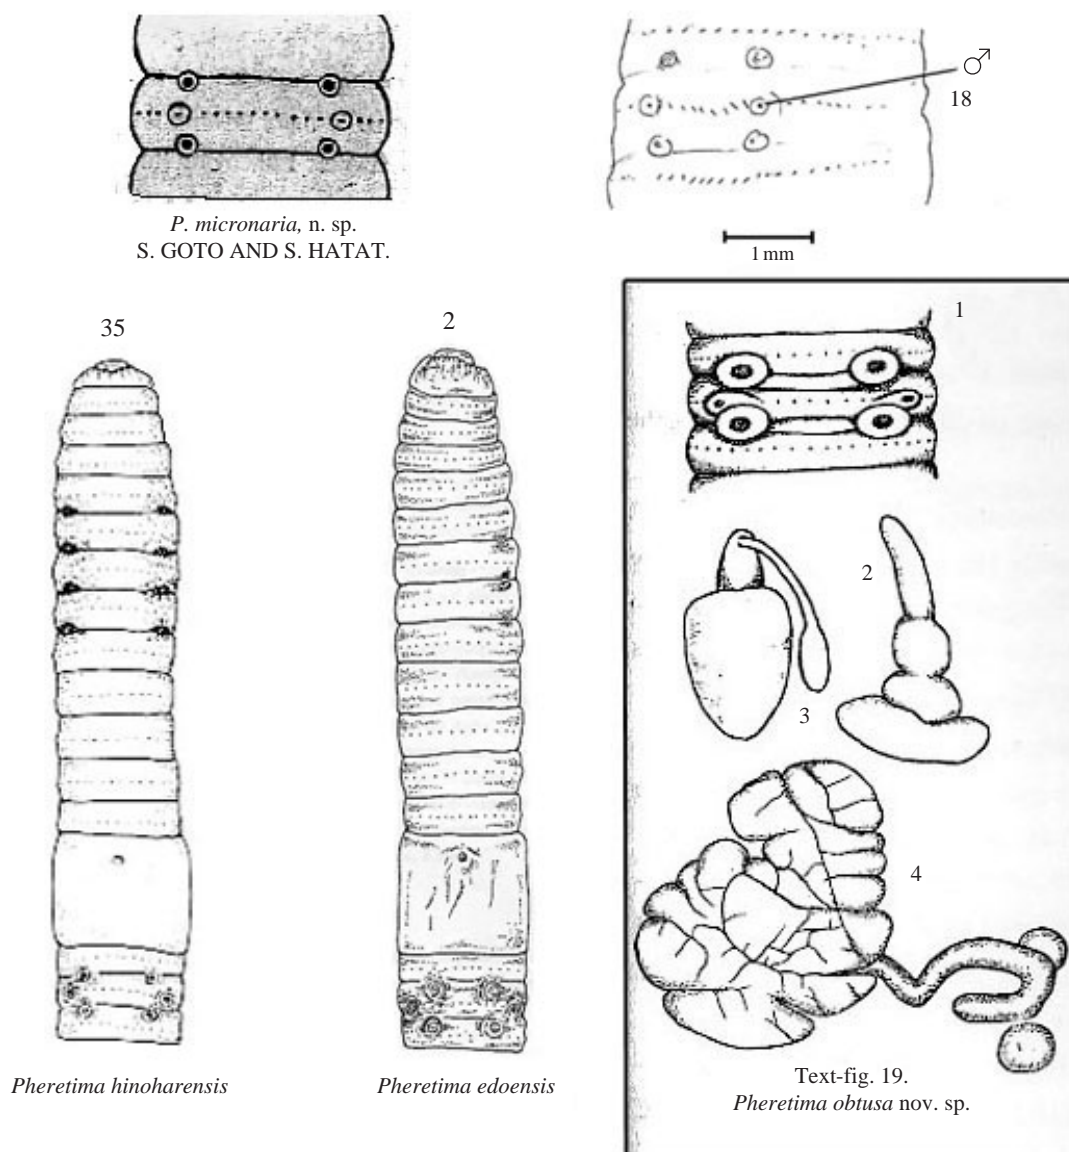 ♂
18
P. micronaria, n. sp.
S. GOTO AND S. HATAT.
1 mm
35
2
1
2
3
4
Pheretima hinoharensis
Pheretima edoensis
Text-fig. 19.
Pheretima obtusa nov. sp.